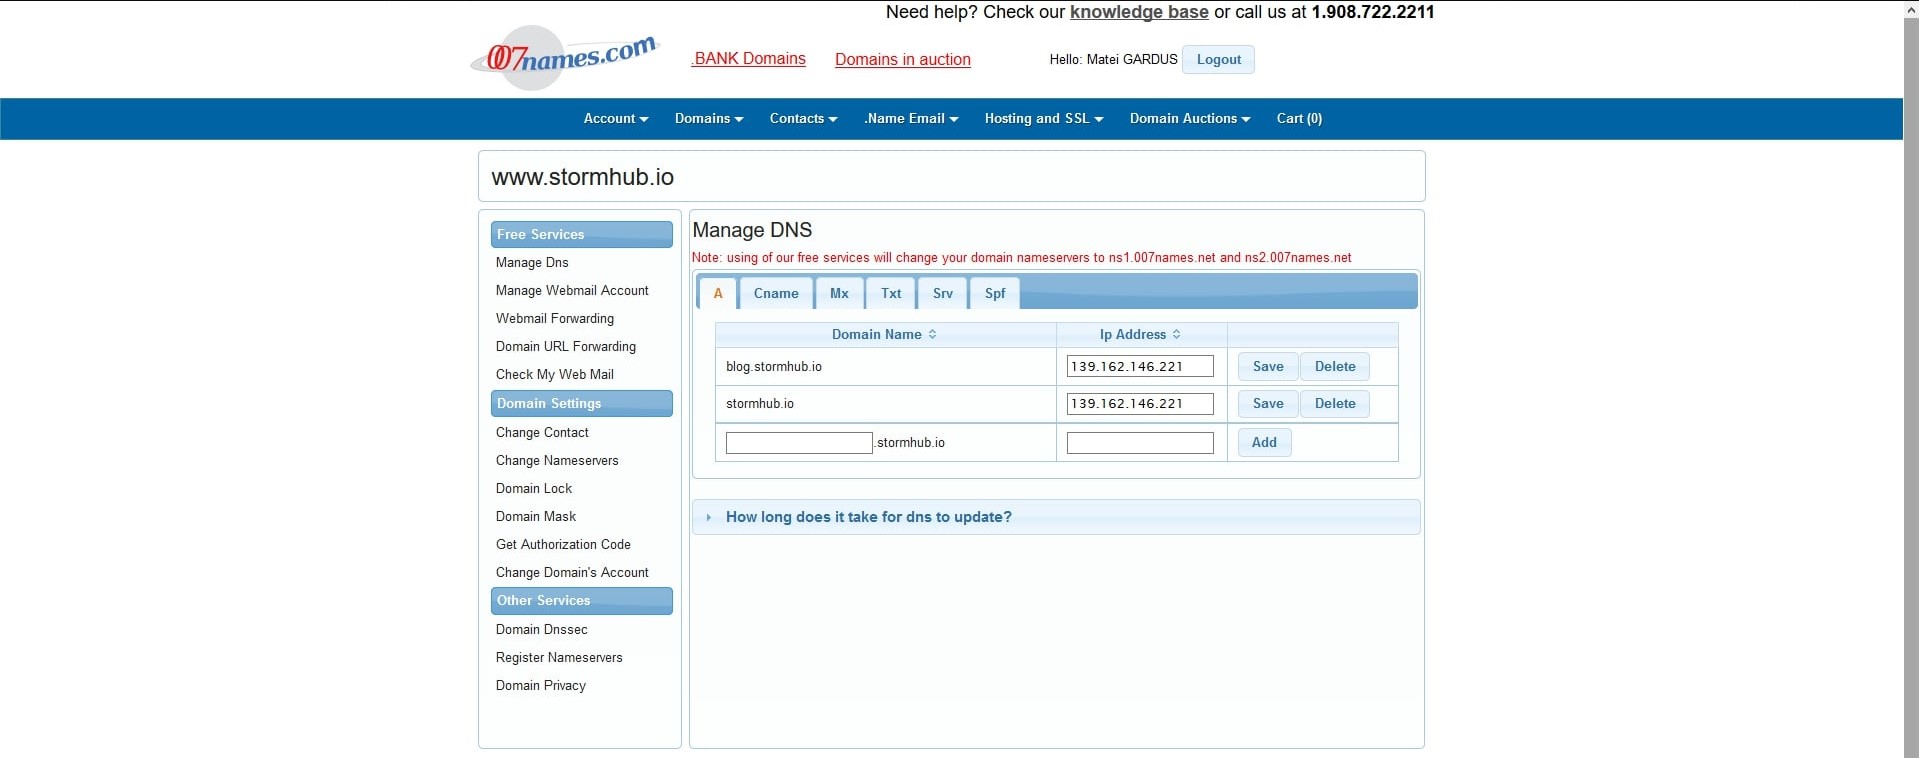 Need help? Check our knowledge base or call us at 1.908.722.2211
007names.com
.BANK Domains Domains in auction Hello: Matei GARDUS Logout
Account Domains Contacts .Name Email Hosting and SSL Domain Auctions Cart (0)
www.stormhub.io
Free Services
Manage Dns
Manage Webmail Account
Webmail Forwarding
Domain URL Forwarding
Check My Web Mail
Domain Settings
Change Contact
Change Nameservers
Domain Lock
Domain Mask
Get Authorization Code
Change Domain's Account
Other Services
Domain Dnssec
Register Nameservers
Domain Privacy
Manage DNS
Note: using of our free services will change your domain nameservers to ns1.007names.net and ns2.007names.net
A Cname Mx Txt Srv Spf
Domain Name Ip Address
blog.stormhub.io 139.162.146.221 Save Delete
stormhub.io 139.162.146.221 Save Delete
.stormhub.io Add
How long does it take for dns to update?